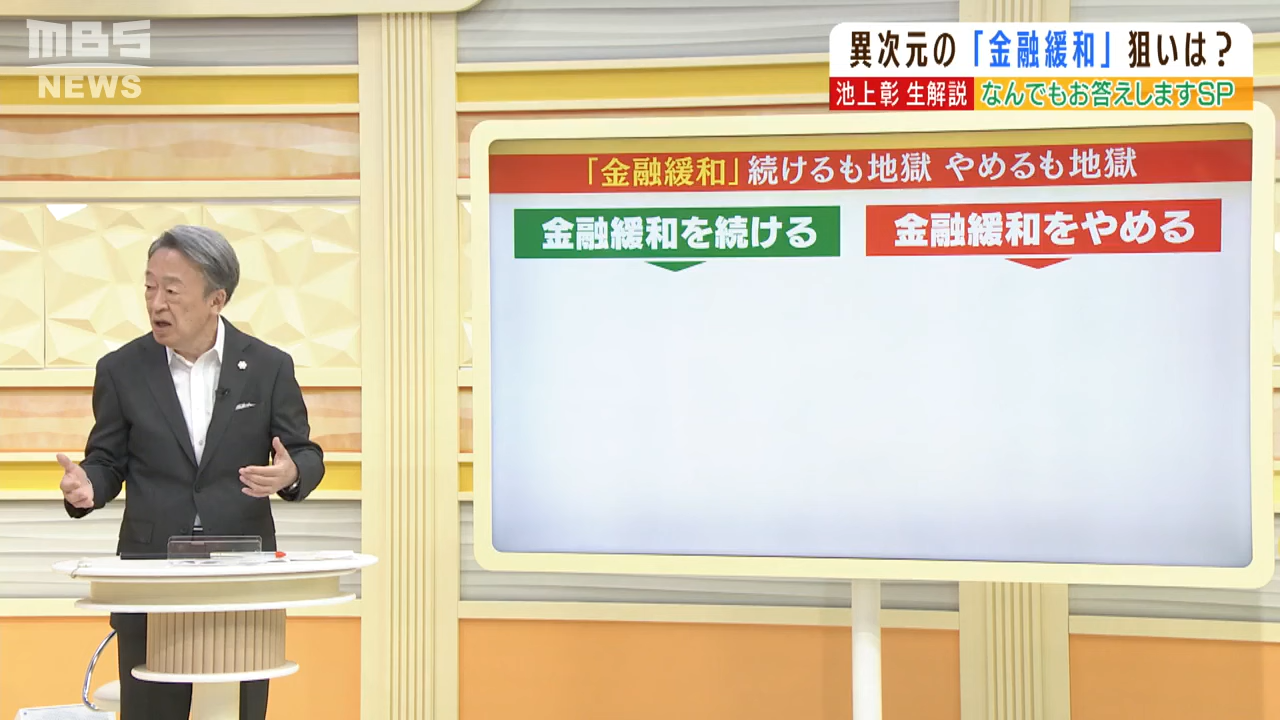 MBS
NEWS
異次元の「金融緩和」狙いは？
池上彰 生解説 なんでもお答えしますSP
「金融緩和」続けるも地獄 やめるも地獄
金融緩和を続ける
金融緩和をやめる